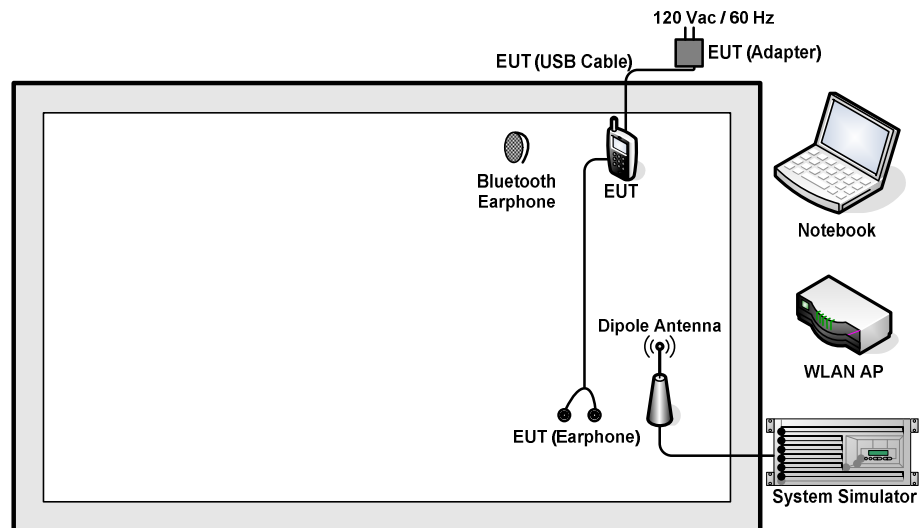 120 Vac / 60 Hz
EUT (Adapter)
EUT (USB Cable)
Bluetooth
Earphone
EUT
Notebook
Dipole Antenna
WLAN AP
EUT (Earphone)
System Simulator